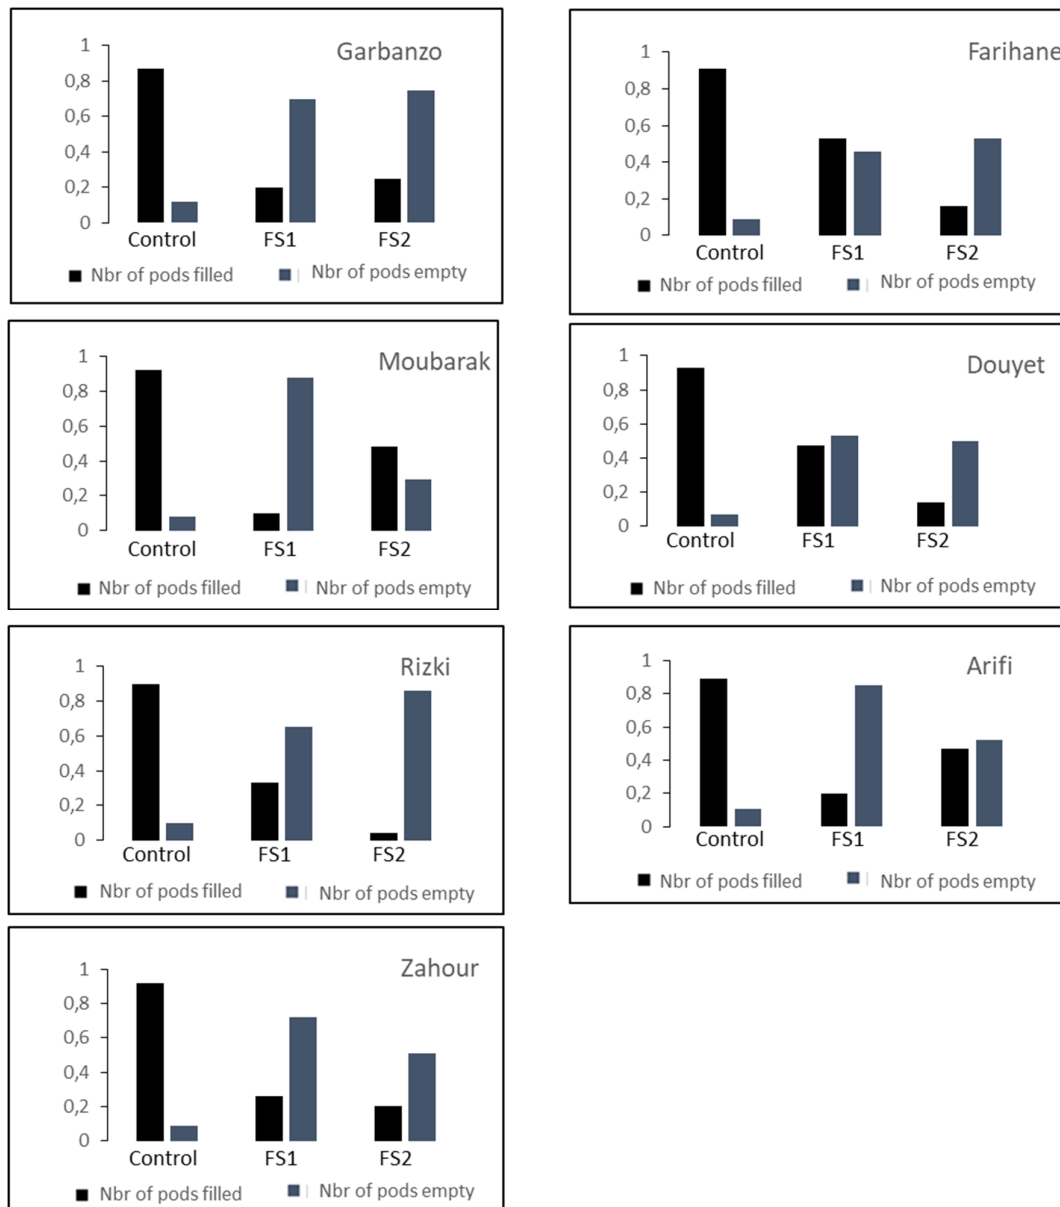 Garbanzo
1
0,8
0,6
0,4
0,2
0
Control FS1 FS2
Nbr of pods filled Nbr of pods empty
Farihane
1
0,8
0,6
0,4
0,2
0
Control FS1 FS2
Nbr of pods filled Nbr of pods empty
Moubarak
1
0,8
0,6
0,4
0,2
0
Control FS1 FS2
Nbr of pods filled Nbr of pods empty
Douyet
1
0,8
0,6
0,4
0,2
0
Control FS1 FS2
Nbr of pods filled Nbr of pods empty
Rizki
1
0,8
0,6
0,4
0,2
0
Control FS1 FS2
Nbr of pods filled Nbr of pods empty
Arifi
1
0,8
0,6
0,4
0,2
0
Control FS1 FS2
Nbr of pods filled Nbr of pods empty
Zahour
1
0,8
0,6
0,4
0,2
0
Control FS1 FS2
Nbr of pods filled Nbr of pods empty